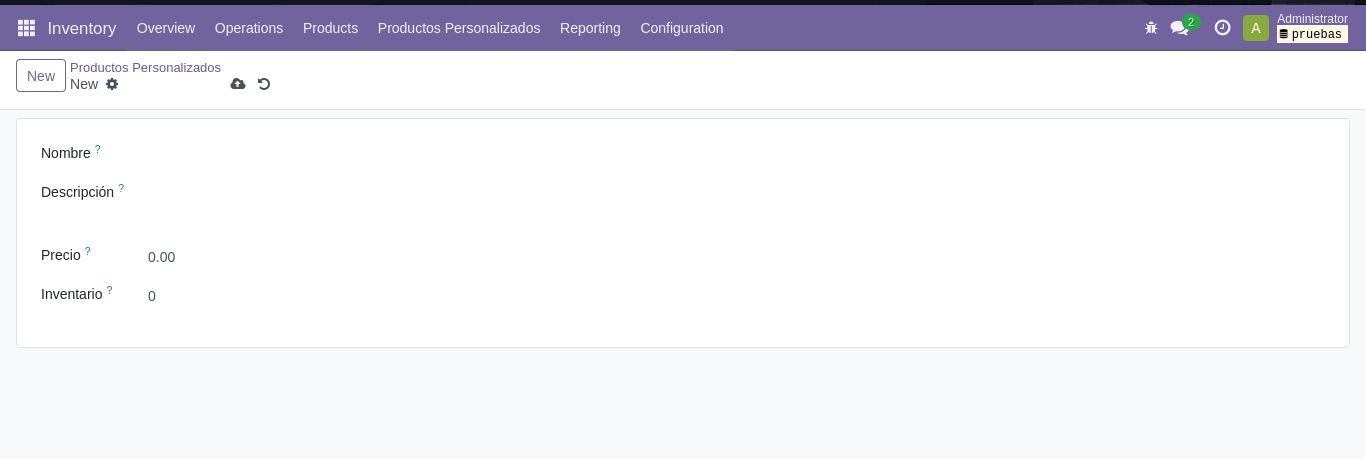 Inventory Overview Operations Products Productos Personalizados Reporting Configuration 2 A Administrator
pruebas
New Productos Personalizados
New
Nombre ?
Descripción ?
Precio ? 0.00
Inventario ? 0